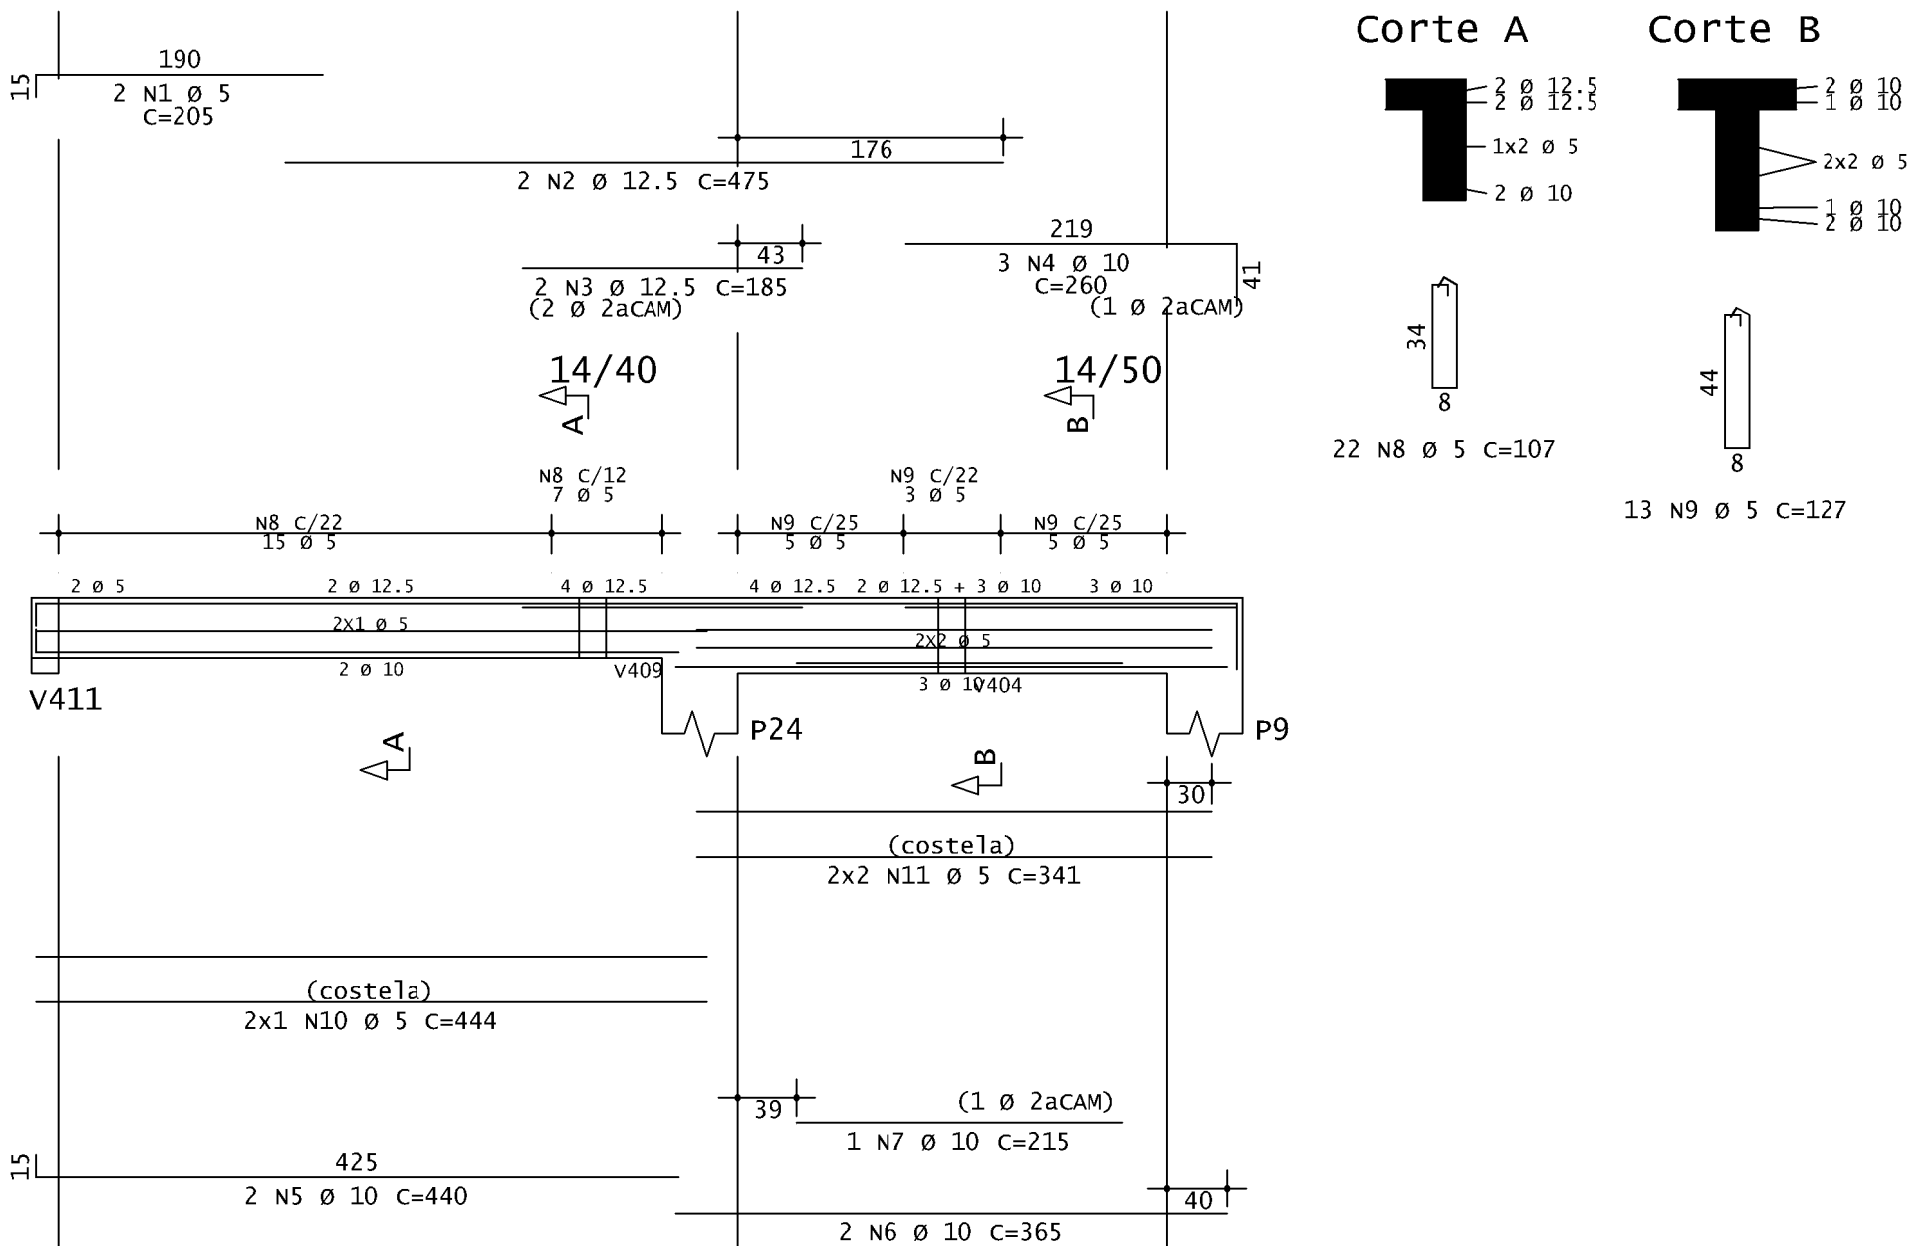 Corte A
Corte B
190
15
2 N1 Ø 5
C=205
2 Ø 12.5
2 Ø 12.5
1x2 Ø 5
2 Ø 10
2 Ø 10
1 Ø 10
2x2 Ø 5
1 Ø 10
2 Ø 10
176
2 N2 Ø 12.5 C=475
43
2 N3 Ø 12.5 C=185
(2 Ø 2aCAM)
219
3 N4 Ø 10
C=260
(1 Ø 2aCAM)
41
34
8
22 N8 Ø 5 C=107
44
8
13 N9 Ø 5 C=127
14/40
A
14/50
B
N8 C/12
7 Ø 5
N9 C/22
3 Ø 5
N8 C/22
15 Ø 5
N9 C/25
5 Ø 5
N9 C/25
5 Ø 5
2 Ø 5
2 Ø 12.5
4 Ø 12.5
4 Ø 12.5
2 Ø 12.5 + 3 Ø 10
3 Ø 10
2X1 Ø 5
2X2 Ø 5
2 Ø 10
V409
3 Ø 10
V404
V411
P24
P9
A
B
30
(costela)
2x2 N11 Ø 5 C=341
(costela)
2x1 N10 Ø 5 C=444
39
(1 Ø 2aCAM)
1 N7 Ø 10 C=215
15
425
2 N5 Ø 10 C=440
40
2 N6 Ø 10 C=365